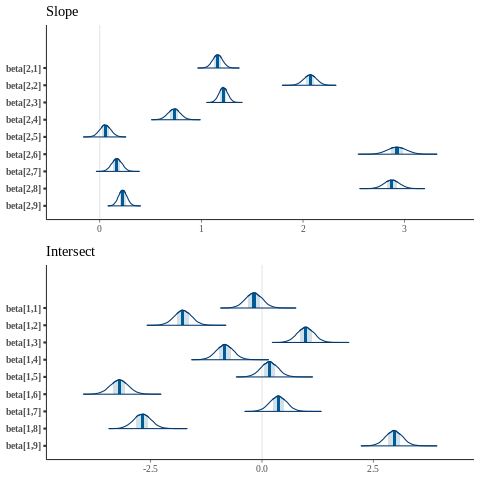 Slope
beta[2,1]
beta[2,2]
beta[2,3]
beta[2,4]
beta[2,5]
beta[2,6]
beta[2,7]
beta[2,8]
beta[2,9]
0 1 2 3
Intersect
beta[1,1]
beta[1,2]
beta[1,3]
beta[1,4]
beta[1,5]
beta[1,6]
beta[1,7]
beta[1,8]
beta[1,9]
-2.5 0.0 2.5